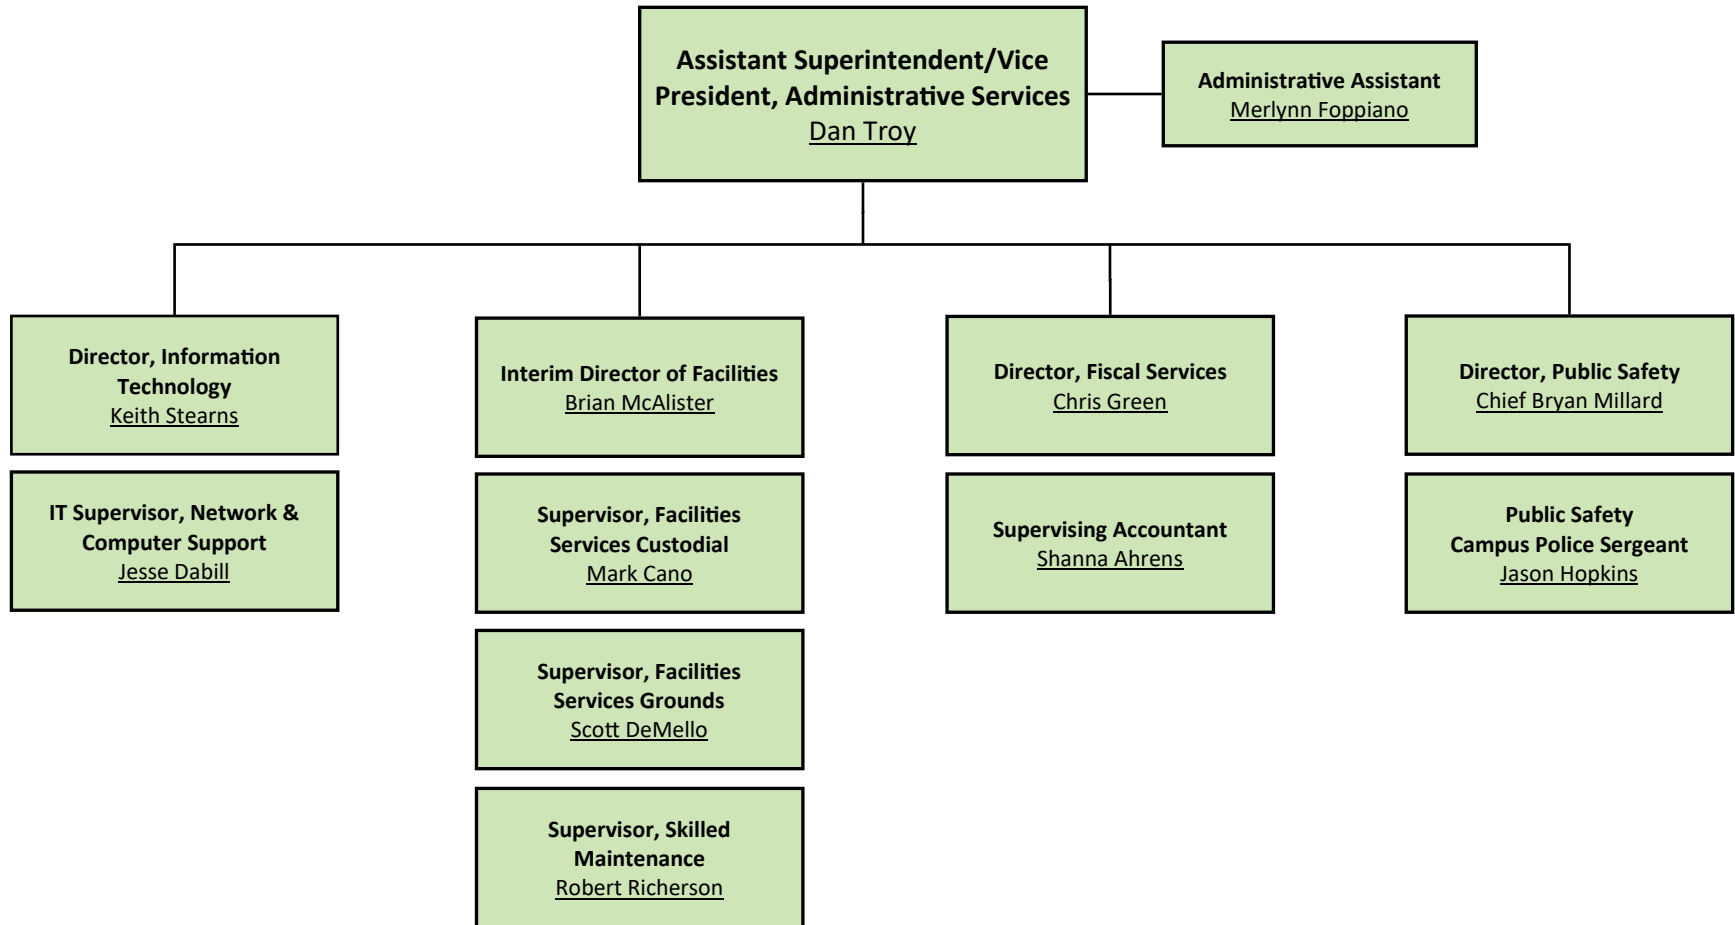 Assistant Superintendent/Vice
President, Administrative Services
Dan Troy
Administrative Assistant
Merlynn Foppiano
Director, Information
Technology
Keith Stearns
Interim Director of Facilities
Brian McAlister
Director, Fiscal Services
Chris Green
Director, Public Safety
Chief Bryan Millard
IT Supervisor, Network &
Computer Support
Jesse Dabill
Supervisor, Facilities
Services Custodial
Mark Cano
Supervising Accountant
Shanna Ahrens
Public Safety
Campus Police Sergeant
Jason Hopkins
Supervisor, Facilities
Services Grounds
Scott DeMello
Supervisor, Skilled
Maintenance
Robert Richerson